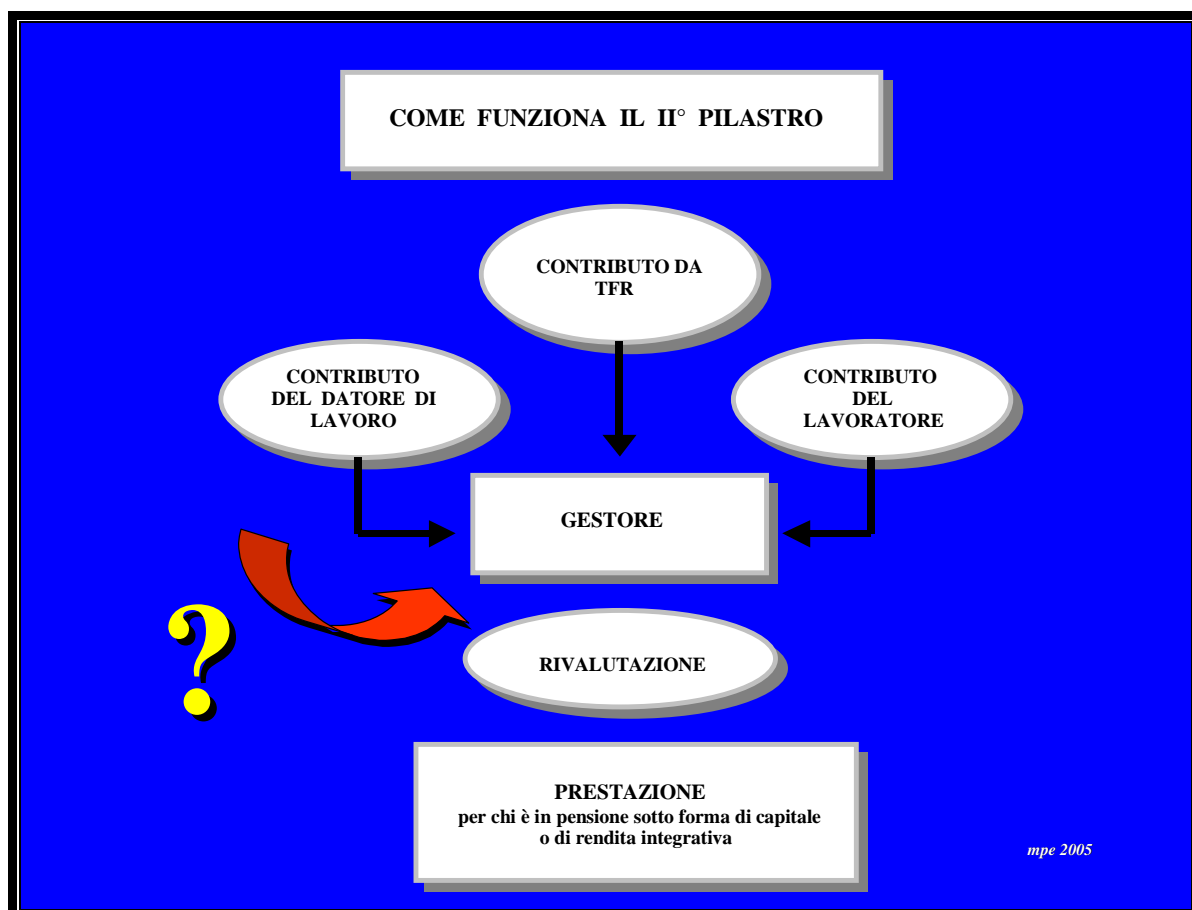 COME FUNZIONA IL II° PILASTRO
CONTRIBUTO DA
TFR
CONTRIBUTO
DEL DATORE DI
LAVORO
CONTRIBUTO
DEL
LAVORATORE
GESTORE
?
RIVALUTAZIONE
PRESTAZIONE
per chi è in pensione sotto forma di capitale
o di rendita integrativa
mpe 2005